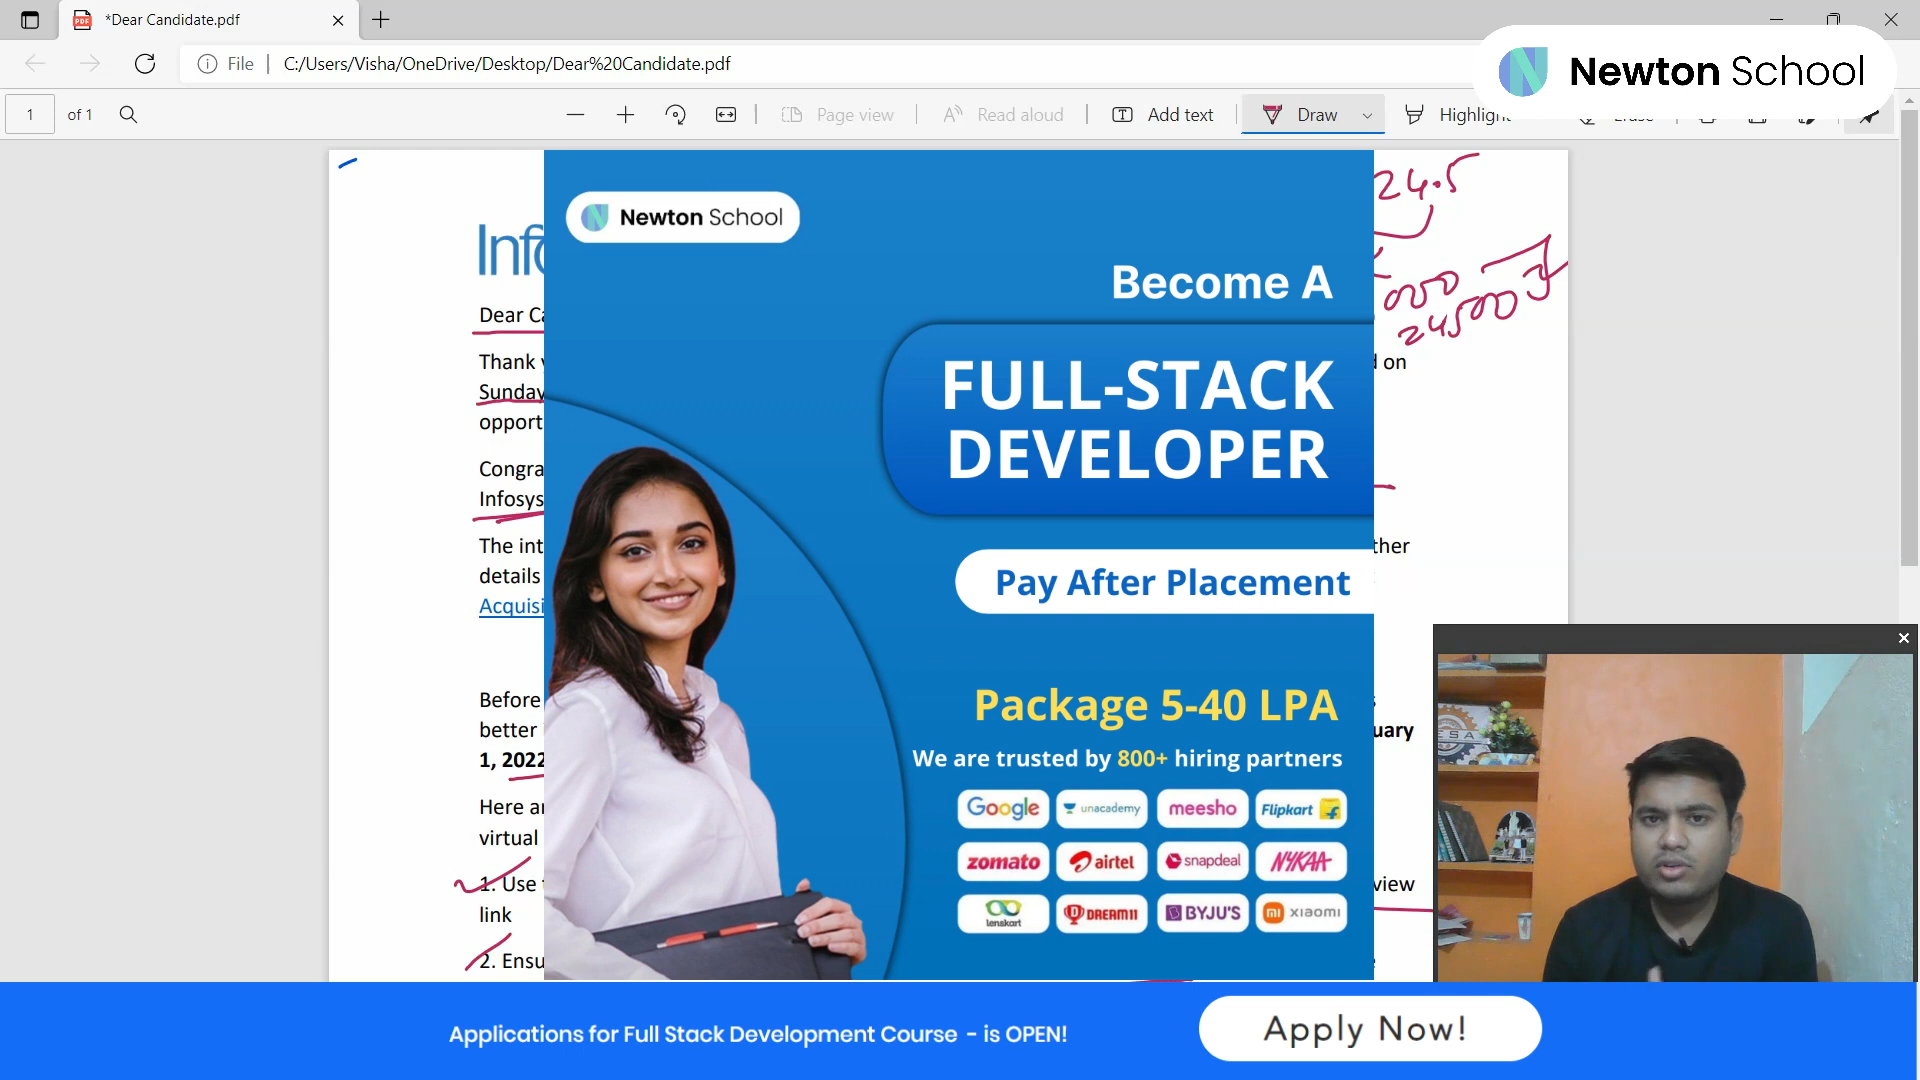 *Dear Candidate.pdf
File
C:/Users/Visha/OneDrive/Desktop/Dear%20Candidate.pdf
Newton School
1 of 1
Page view
Read aloud
Add text
Draw
Highlight
24.5
24500
Newton School
Become A
FULL-STACK
DEVELOPER
Pay After Placement
Package 5-40 LPA
We are trusted by 800+ hiring partners
Google unacademy meesho Flipkart
zomato airtel snapdeal NYKAA
lenskart DREAM11 BYJU'S xiaomi
Inf
Dear
Thank
on
Sunday
opport
Congra
Infosys
The int
ther
details
Acquisi
Before
better
uary
1, 2022
Here
virtual
1. Use
view
link
2. Ensu
ESA
Applications for Full Stack Development Course - is OPEN!
Apply Now!